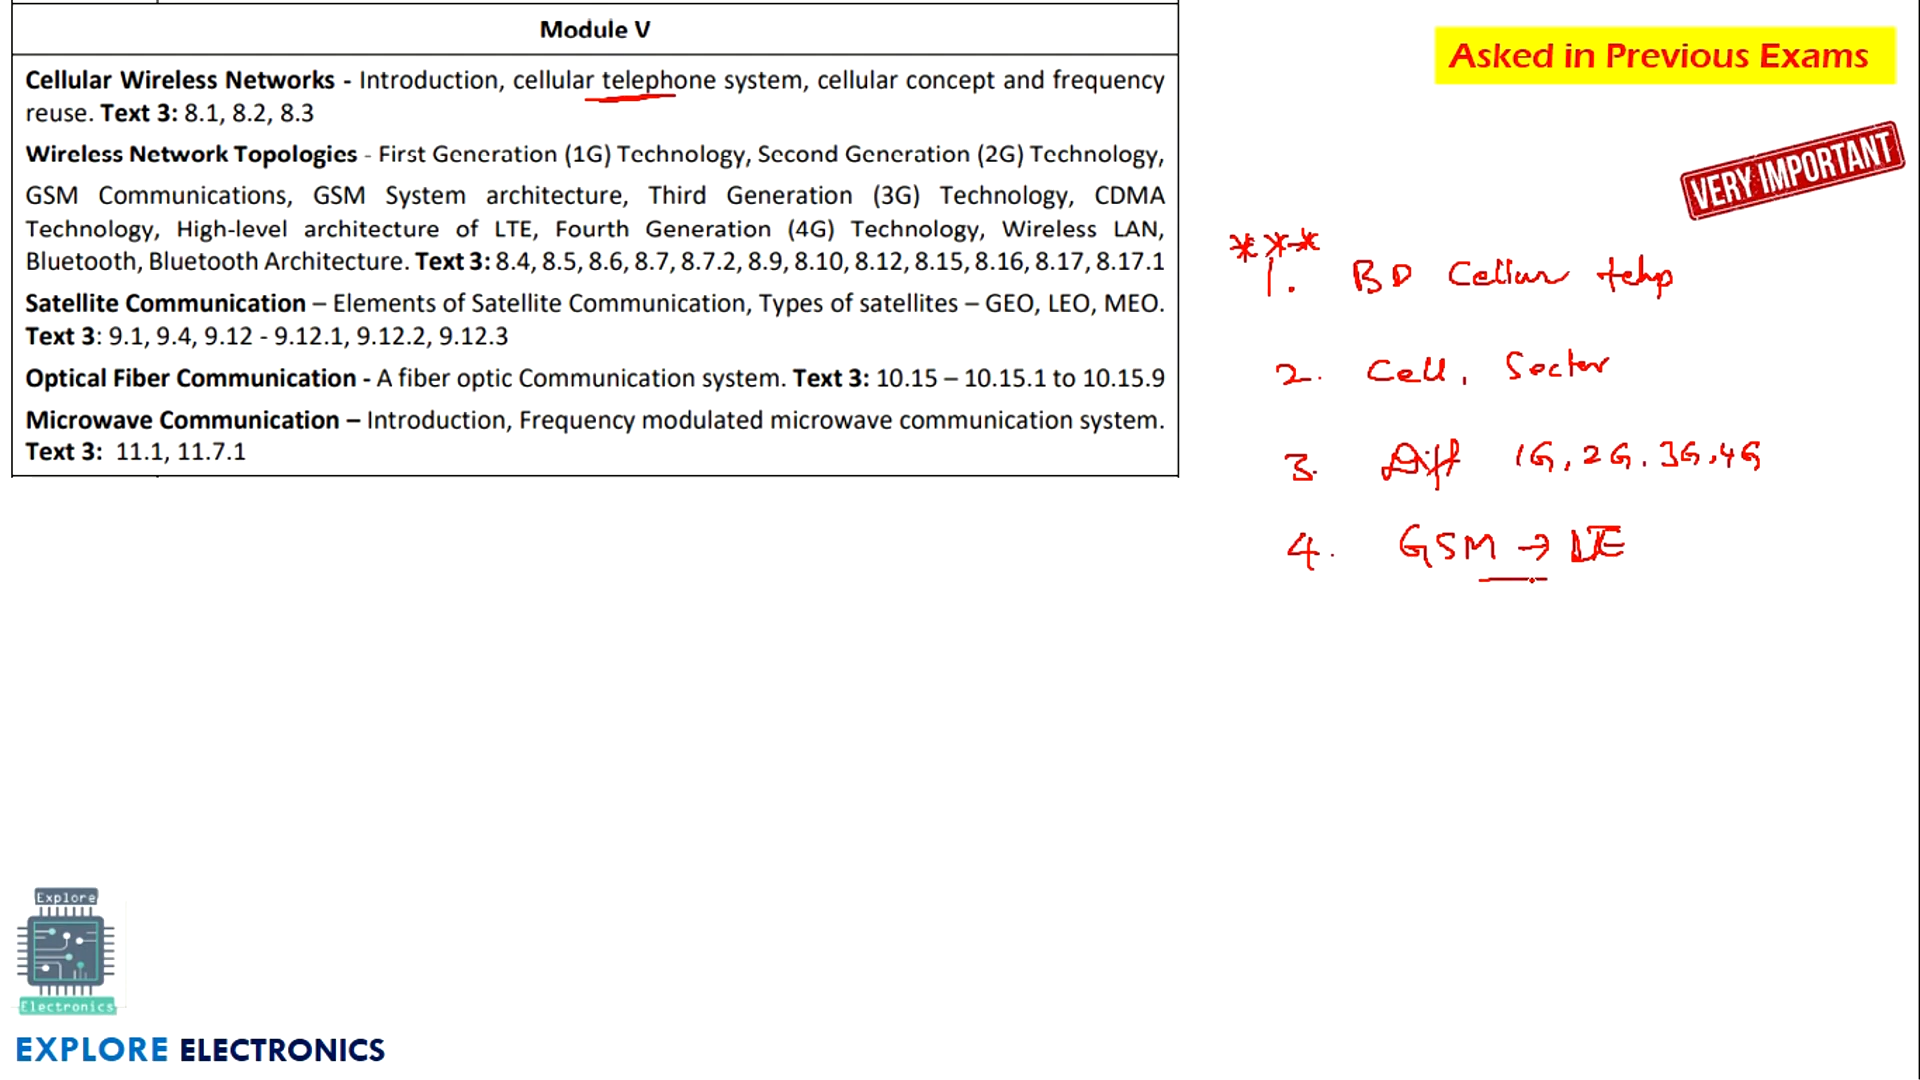 Module V
Cellular Wireless Networks - Introduction, cellular telephone system, cellular concept and frequency
reuse. Text 3: 8.1, 8.2, 8.3
Wireless Network Topologies - First Generation (1G) Technology, Second Generation (2G) Technology,
GSM Communications, GSM System architecture, Third Generation (3G) Technology, CDMA
Technology, High-level architecture of LTE, Fourth Generation (4G) Technology, Wireless LAN,
Bluetooth, Bluetooth Architecture. Text 3: 8.4, 8.5, 8.6, 8.7, 8.7.2, 8.9, 8.10, 8.12, 8.15, 8.16, 8.17, 8.17.1
Satellite Communication – Elements of Satellite Communication, Types of satellites – GEO, LEO, MEO.
Text 3: 9.1, 9.4, 9.12 - 9.12.1, 9.12.2, 9.12.3
Optical Fiber Communication - A fiber optic Communication system. Text 3: 10.15 – 10.15.1 to 10.15.9
Microwave Communication – Introduction, Frequency modulated microwave communication system.
Text 3: 11.1, 11.7.1
Asked in Previous Exams
VERY IMPORTANT
***
1. BD Cellular
2. Cell, Sector
3. Diff 1G, 2G, 3G, 4G
4. GSM →
Explore
Electronics
EXPLORE ELECTRONICS